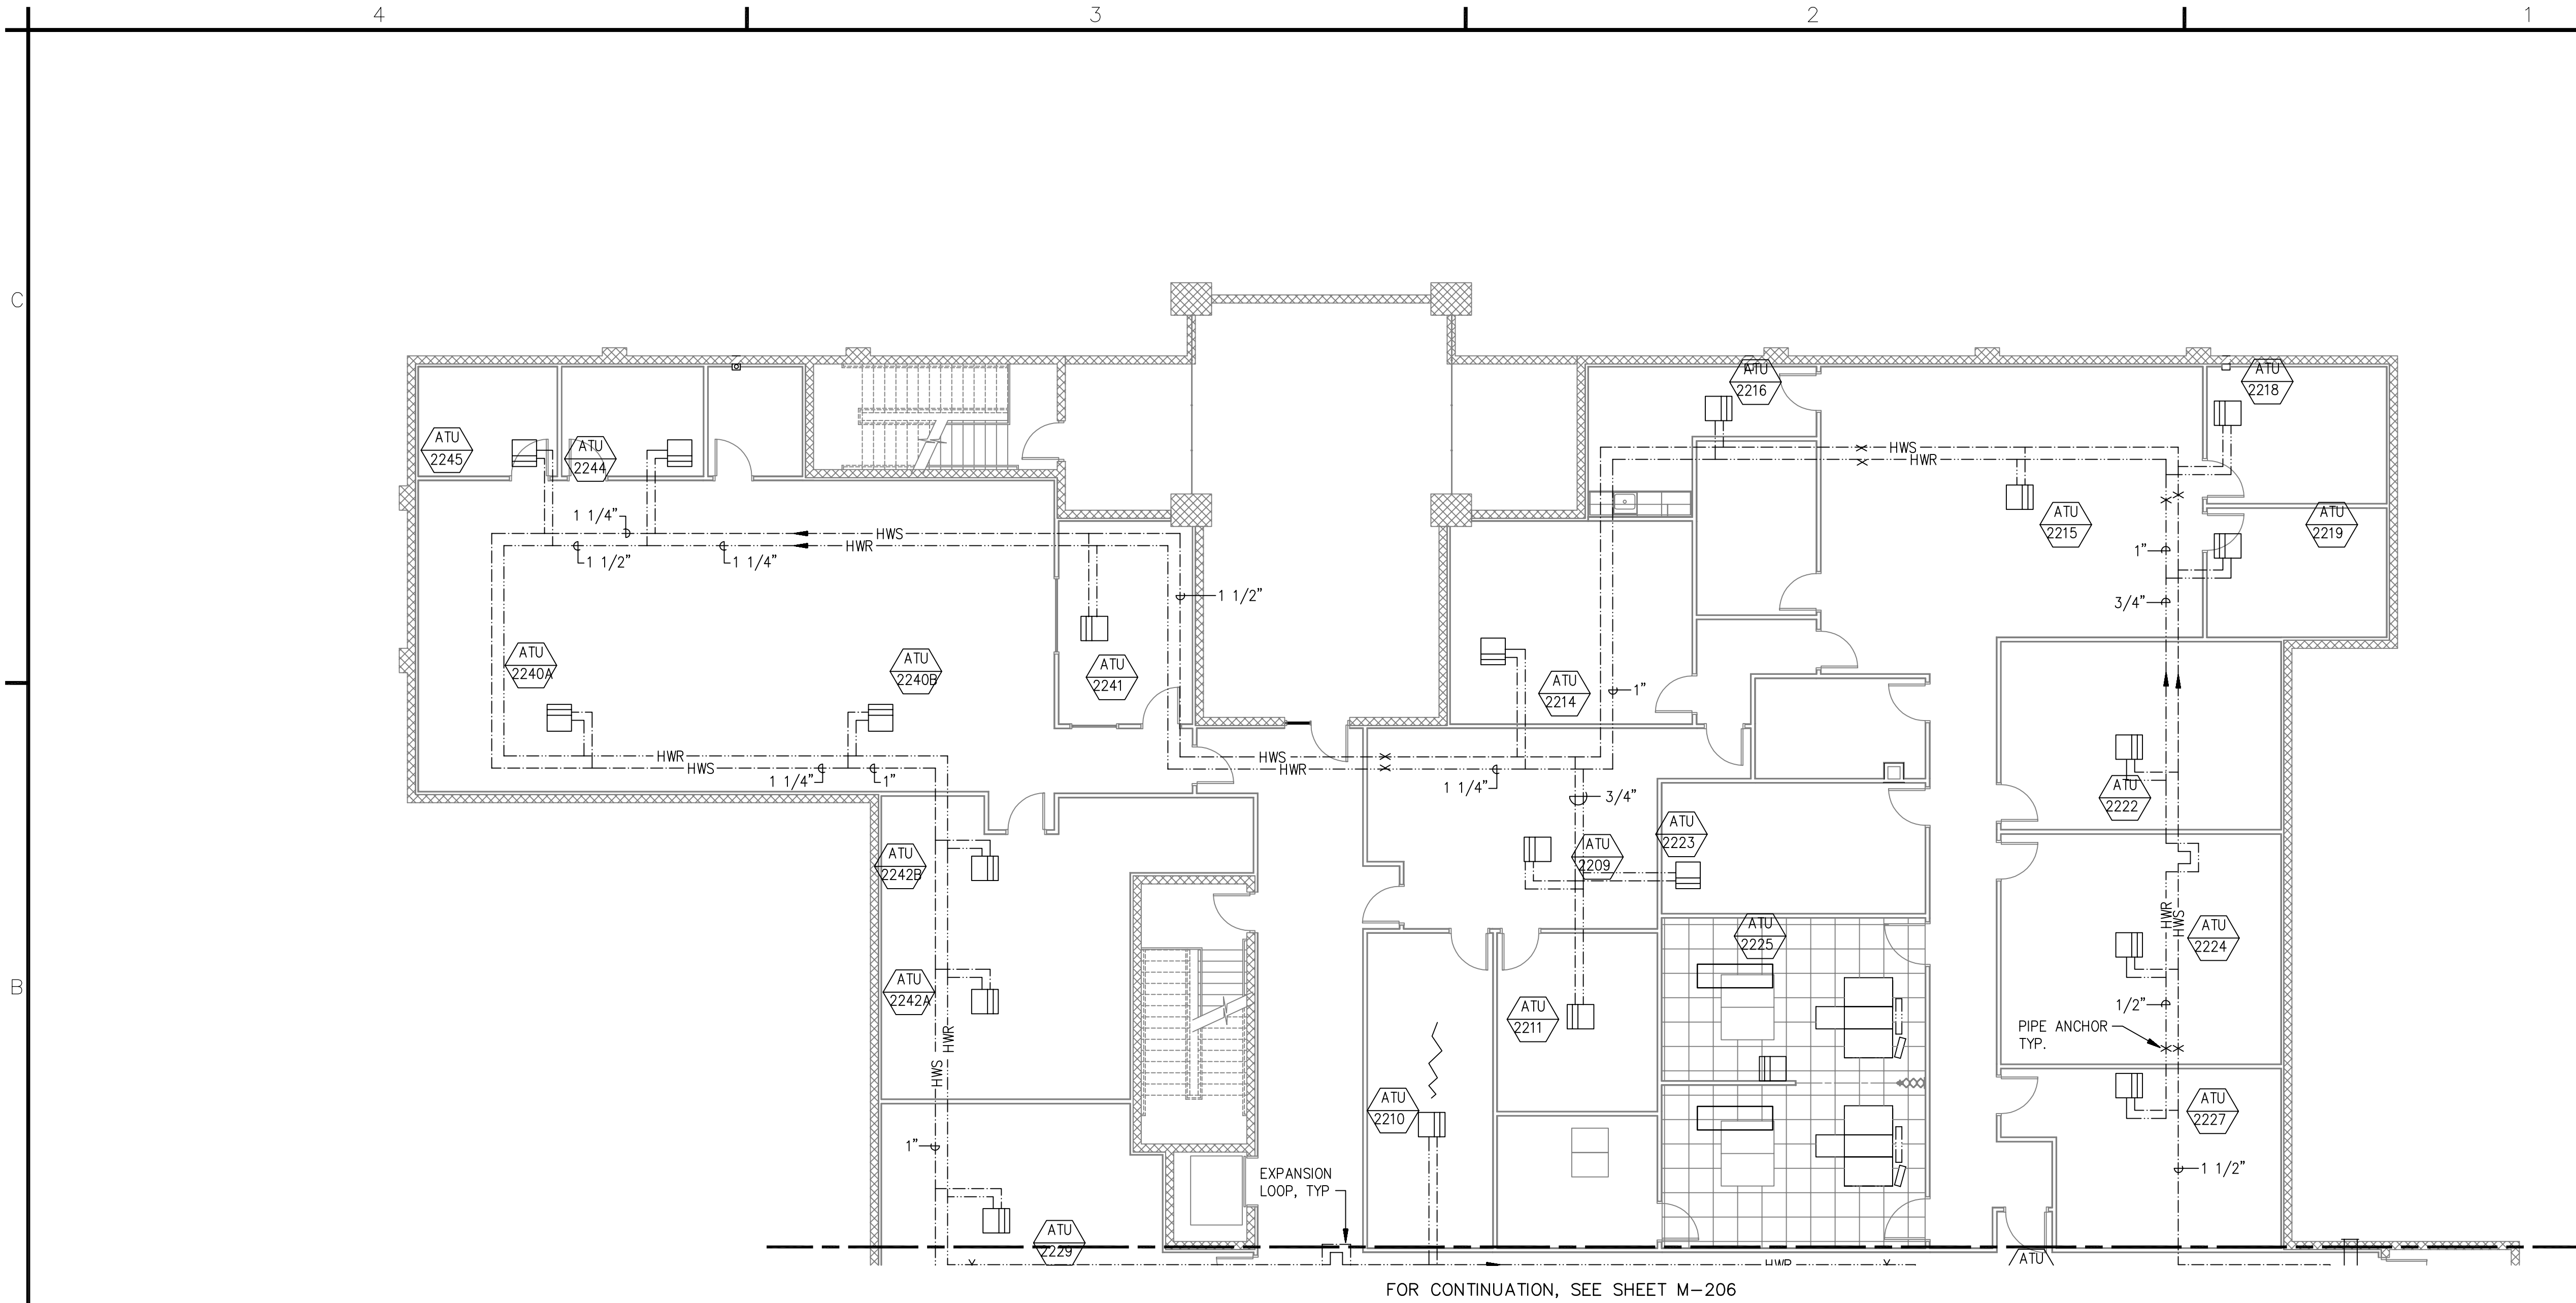 4
3
2
1
C
B
ATU
2216
ATU
2218
ATU
2245
ATU
2244
HWS
HWR
ATU
2215
ATU
2219
1 1/4"
HWS
HWR
1 1/2"
1 1/4"
1"
3/4"
1 1/2"
ATU
2240A
ATU
2240B
ATU
2241
ATU
2214
1"
HWR
HWS
1 1/4"
1"
HWS
HWR
1 1/4"
3/4"
ATU
2222
ATU
2242B
ATU
2209
ATU
2223
HWR
HWS
ATU
2224
ATU
2225
ATU
2242A
ATU
2211
1/2"
PIPE ANCHOR
TYP.
HWS
HWR
ATU
2210
ATU
2227
1"
1 1/2"
EXPANSION
LOOP, TYP
ATU
2229
ATU
HWR
FOR CONTINUATION, SEE SHEET M-206